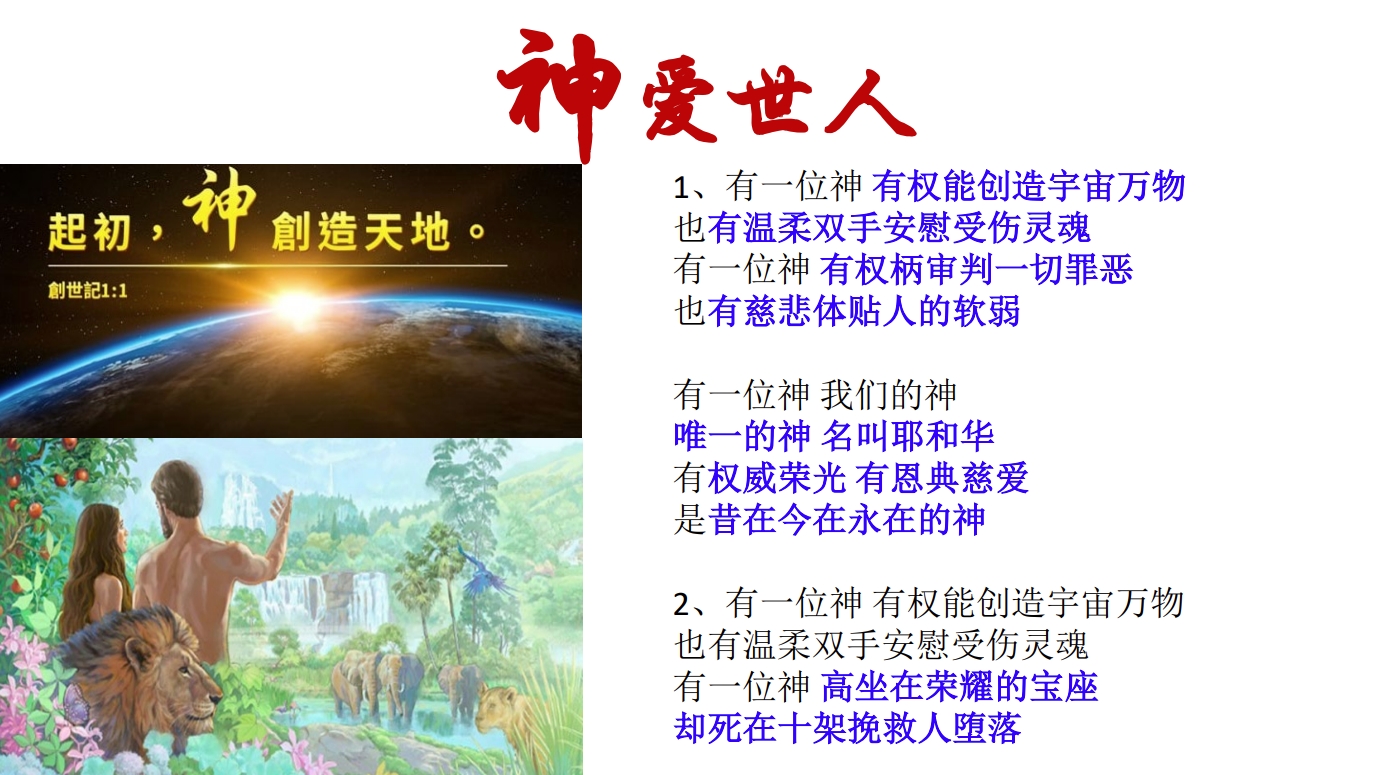 神爱世人
起初，神創造天地。
創世記1:1
1、有一位神 有权能创造宇宙万物
也有温柔双手安慰受伤灵魂
有一位神 有权柄审判一切罪恶
也有慈悲体贴人的软弱
有一位神 我们的神
唯一的神 名叫耶和华
有权威荣光 有恩典慈爱
是昔在今在永在的神
2、有一位神 有权能创造宇宙万物
也有温柔双手安慰受伤灵魂
有一位神 高坐在荣耀的宝座
却死在十架挽救人堕落